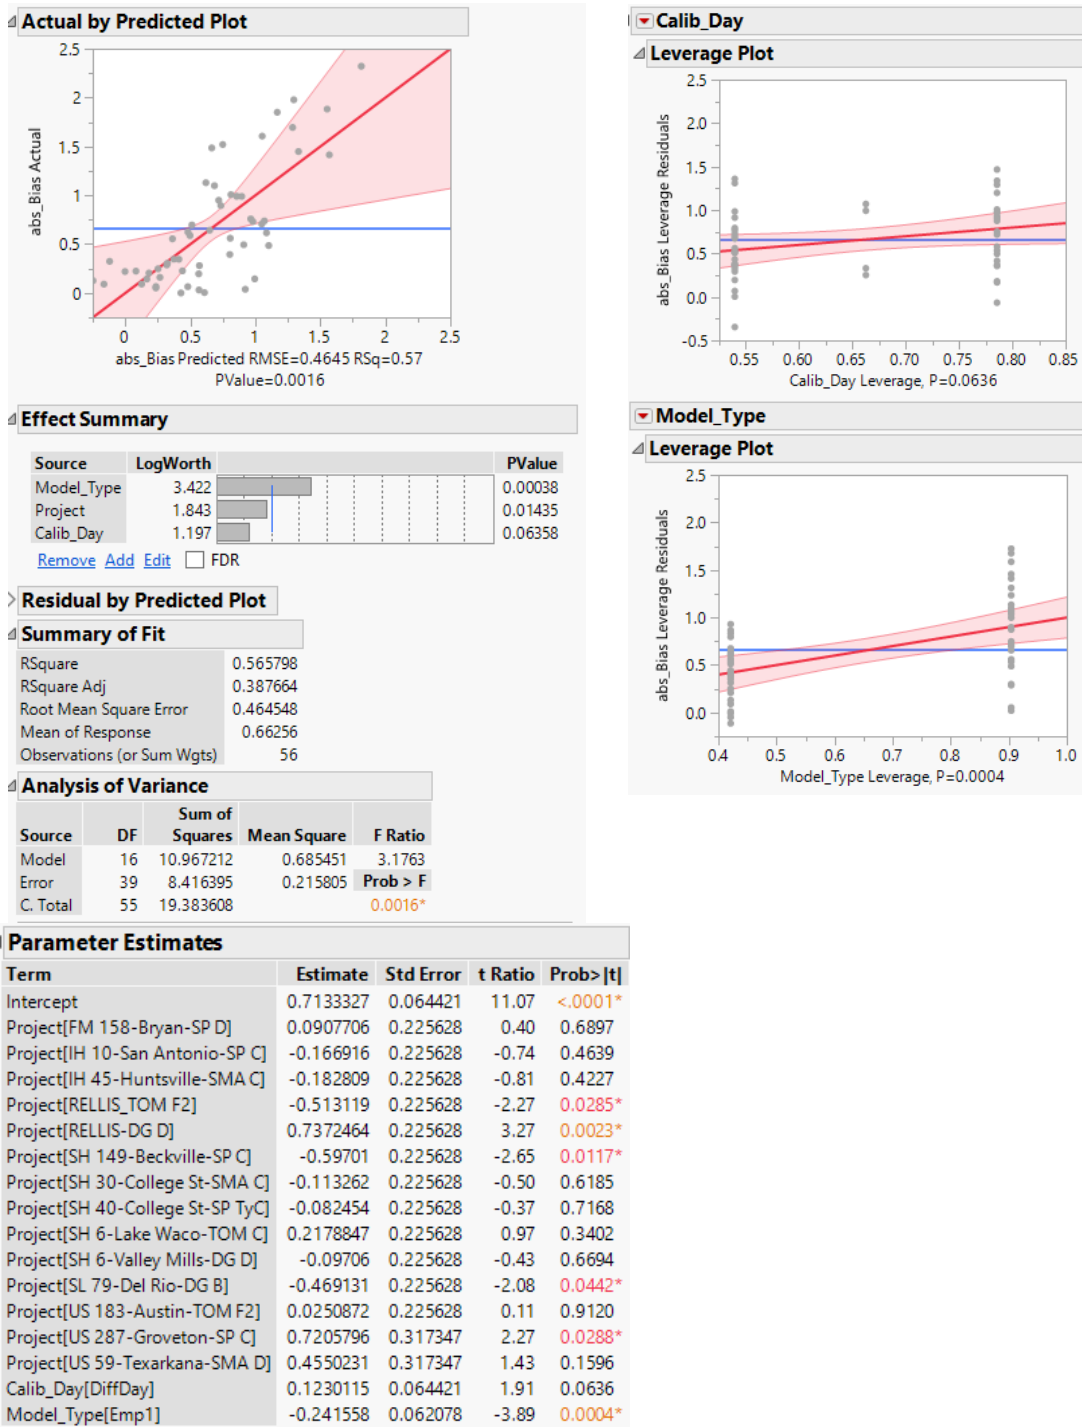 Actual by Predicted Plot
2.5
2
1.5
1
0.5
0
abs_Bias Actual
0 0.5 1 1.5 2 2.5
abs_Bias Predicted RMSE=0.4645 RSq=0.57
PValue=0.0016
Effect Summary
Source LogWorth PValue
Model_Type 3.422 0.00038
Project 1.843 0.01435
Calib_Day 1.197 0.06358
Remove Add Edit FDR
Residual by Predicted Plot
Summary of Fit
RSquare 0.565798
RSquare Adj 0.387664
Root Mean Square Error 0.464548
Mean of Response 0.66256
Observations (or Sum Wgts) 56
Analysis of Variance
Sum of
Source DF Squares Mean Square F Ratio
Model 16 10.967212 0.685451 3.1763
Error 39 8.416395 0.215805 Prob > F
C. Total 55 19.383608 0.0016*
Parameter Estimates
Term Estimate Std Error t Ratio Prob>|t|
Intercept 0.7133327 0.064421 11.07 <.0001*
Project[FM 158-Bryan-SP D] 0.0907706 0.225628 0.40 0.6897
Project[IH 10-San Antonio-SP C] -0.166916 0.225628 -0.74 0.4639
Project[IH 45-Huntsville-SMA C] -0.182809 0.225628 -0.81 0.4227
Project[RELLIS_TOM F2] -0.513119 0.225628 -2.27 0.0285*
Project[RELLIS-DG D] 0.7372464 0.225628 3.27 0.0023*
Project[SH 149-Beckville-SP C] -0.59701 0.225628 -2.65 0.0117*
Project[SH 30-College St-SMA C] -0.113262 0.225628 -0.50 0.6185
Project[SH 40-College St-SP TyC] -0.082454 0.225628 -0.37 0.7168
Project[SH 6-Lake Waco-TOM C] 0.2178847 0.225628 0.97 0.3402
Project[SH 6-Valley Mills-DG D] -0.09706 0.225628 -0.43 0.6694
Project[SL 79-Del Rio-DG B] -0.469131 0.225628 -2.08 0.0442*
Project[US 183-Austin-TOM F2] 0.0250872 0.225628 0.11 0.9120
Project[US 287-Groveton-SP C] 0.7205796 0.317347 2.27 0.0288*
Project[US 59-Texarkana-SMA D] 0.4550231 0.317347 1.43 0.1596
Calib_Day[DiffDay] 0.1230115 0.064421 1.91 0.0636
Model_Type[Emp1] -0.241558 0.062078 -3.89 0.0004*
Calib_Day
Leverage Plot
2.5
2.0
1.5
1.0
0.5
0.0
-0.5
abs_Bias Leverage Residuals
0.55 0.60 0.65 0.70 0.75 0.80 0.85
Calib_Day Leverage, P=0.0636
Model_Type
Leverage Plot
2.5
2.0
1.5
1.0
0.5
0.0
abs_Bias Leverage Residuals
0.4 0.5 0.6 0.7 0.8 0.9 1.0
Model_Type Leverage, P=0.0004